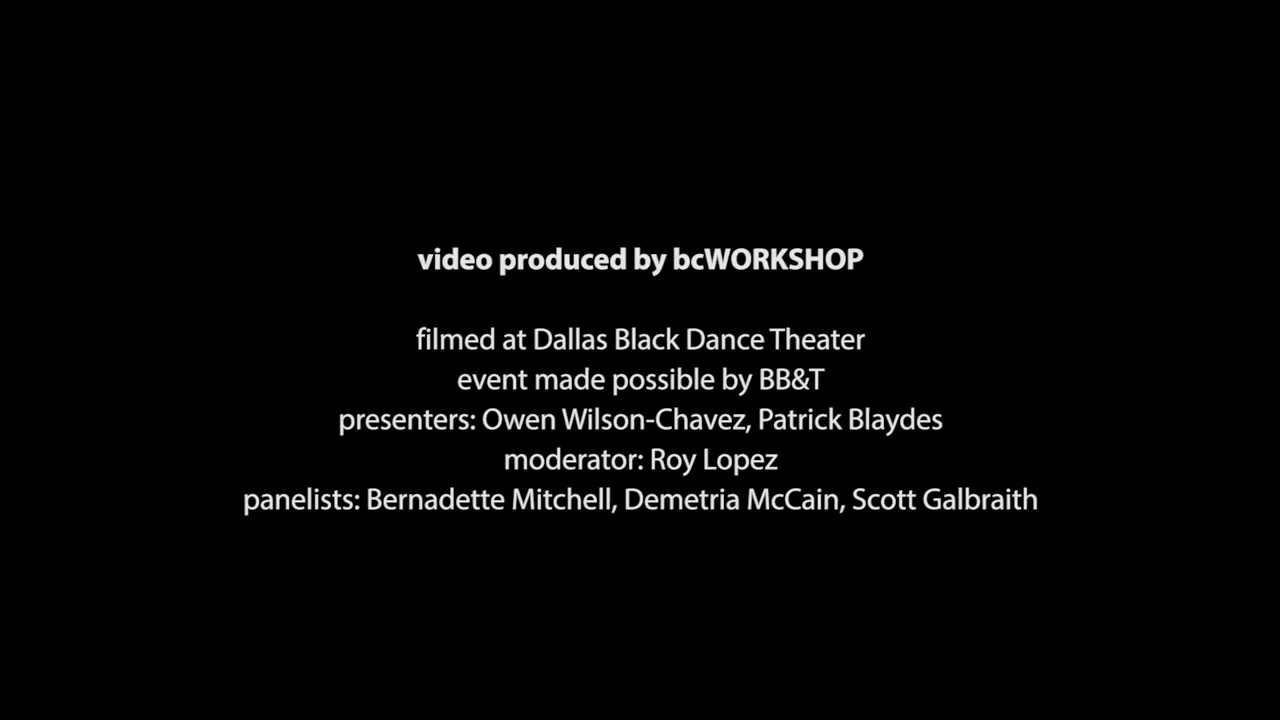 video produced by bcWORKSHOP
filmed at Dallas Black Dance Theater
event made possible by BB&T
presenters: Owen Wilson-Chavez, Patrick Blaydes
moderator: Roy Lopez
panelists: Bernadette Mitchell, Demetria McCain, Scott Galbraith